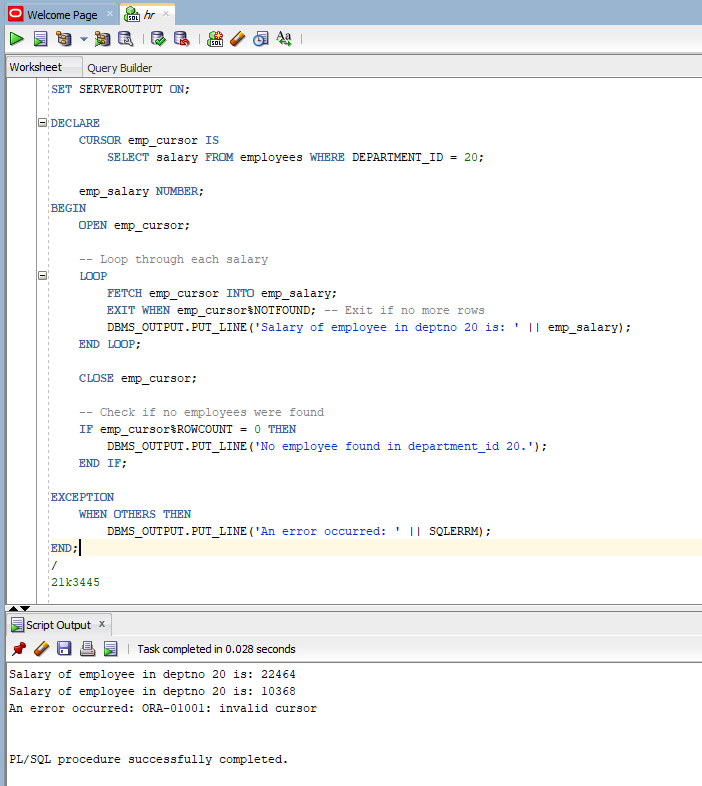 Welcome Page
hr
Worksheet
Query Builder
SET SERVEROUTPUT ON;
DECLARE
CURSOR emp_cursor IS
SELECT salary FROM employees WHERE DEPARTMENT_ID = 20;
emp_salary NUMBER;
BEGIN
OPEN emp_cursor;
-- Loop through each salary
LOOP
FETCH emp_cursor INTO emp_salary;
EXIT WHEN emp_cursor%NOTFOUND; -- Exit if no more rows
DBMS_OUTPUT.PUT_LINE('Salary of employee in deptno 20 is: ' || emp_salary);
END LOOP;
CLOSE emp_cursor;
-- Check if no employees were found
IF emp_cursor%ROWCOUNT = 0 THEN
DBMS_OUTPUT.PUT_LINE('No employee found in department_id 20.');
END IF;
EXCEPTION
WHEN OTHERS THEN
DBMS_OUTPUT.PUT_LINE('An error occurred: ' || SQLERRM);
END;
/
21k3445
Script Output
Task completed in 0.028 seconds
Salary of employee in deptno 20 is: 22464
Salary of employee in deptno 20 is: 10368
An error occurred: ORA-01001: invalid cursor
PL/SQL procedure successfully completed.